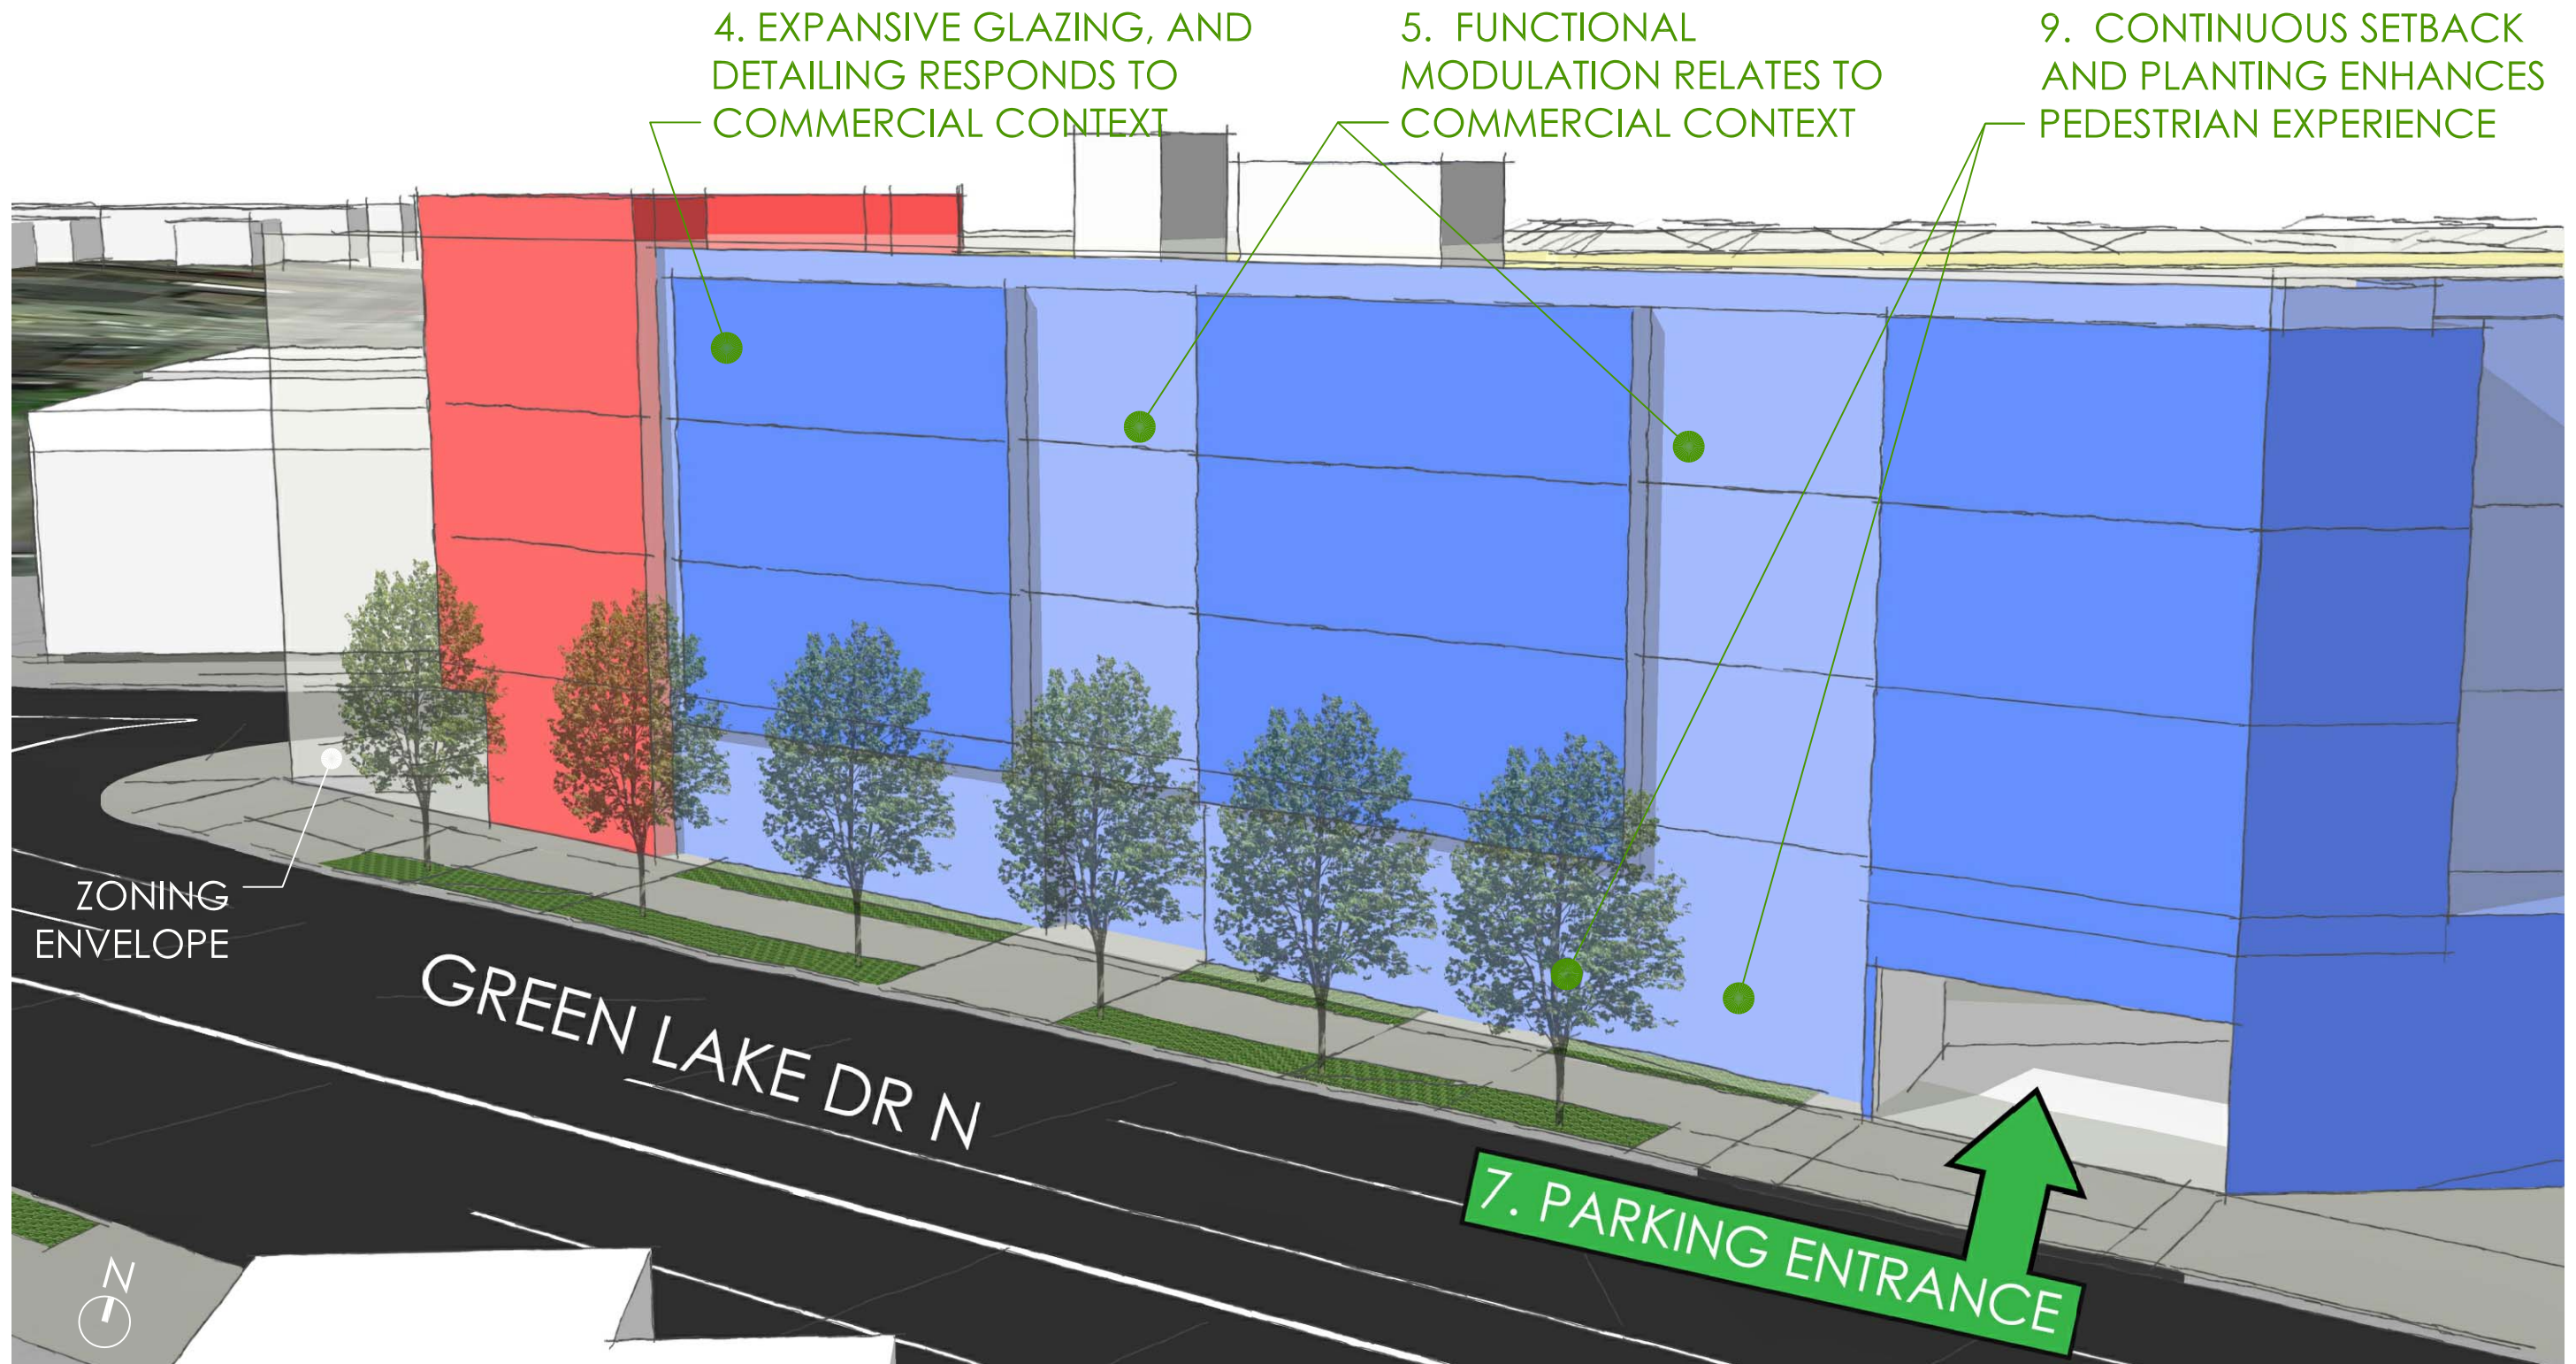 4. EXPANSIVE GLAZING, AND
DETAILING RESPONDS TO
COMMERCIAL CONTEXT
5. FUNCTIONAL
MODULATION RELATES TO
COMMERCIAL CONTEXT
9. CONTINUOUS SETBACK
AND PLANTING ENHANCES
PEDESTRIAN EXPERIENCE
ZONING
ENVELOPE
GREEN LAKE DR N
7. PARKING ENTRANCE
N